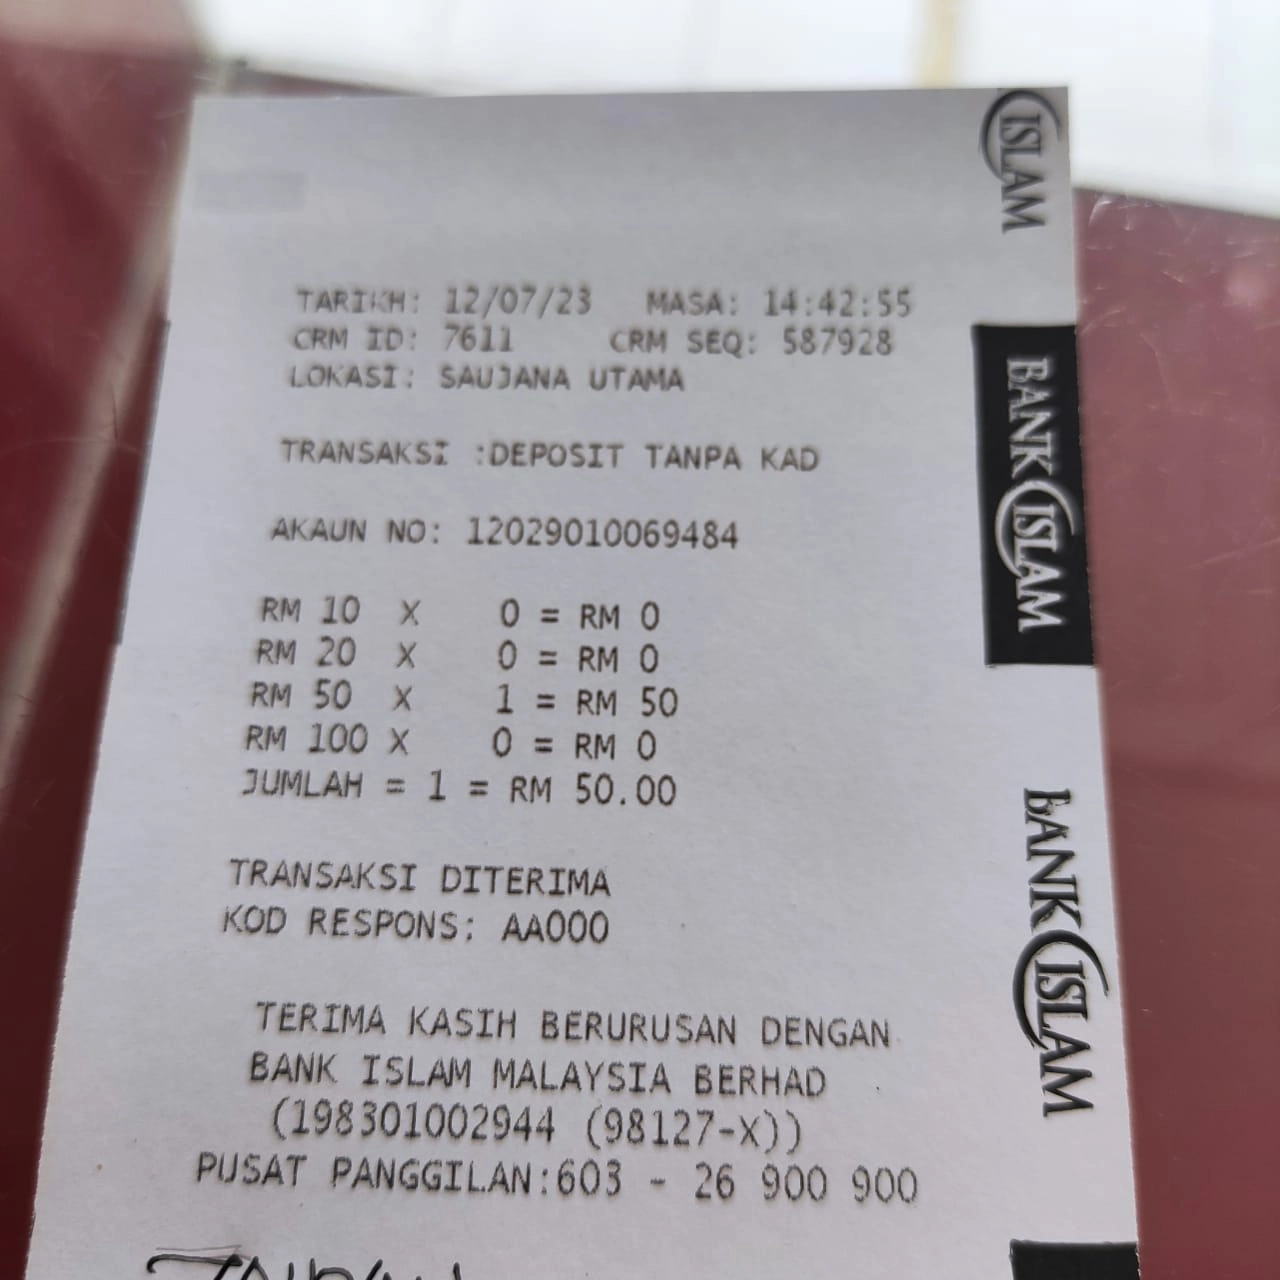 TARIKH: 12/07/23 MASA: 14:42:55
CRM ID: 7611 CRM SEQ: 587928
LOKASI: SAUJANA UTAMA
TRANSAKSI :DEPOSIT TANPA KAD
AKAUN NO: 12029010069484
RM 10 X 0 = RM 0
RM 20 X 0 = RM 0
RM 50 X 1 = RM 50
RM 100 X 0 = RM 0
JUMLAH = 1 = RM 50.00
TRANSAKSI DITERIMA
KOD RESPONS: AA000
TERIMA KASIH BERURUSAN DENGAN
BANK ISLAM MALAYSIA BERHAD
(198301002944 (98127-X))
PUSAT PANGGILAN:603 - 26 900 900
ISLAM
BANK ISLAM
BANK ISLAM